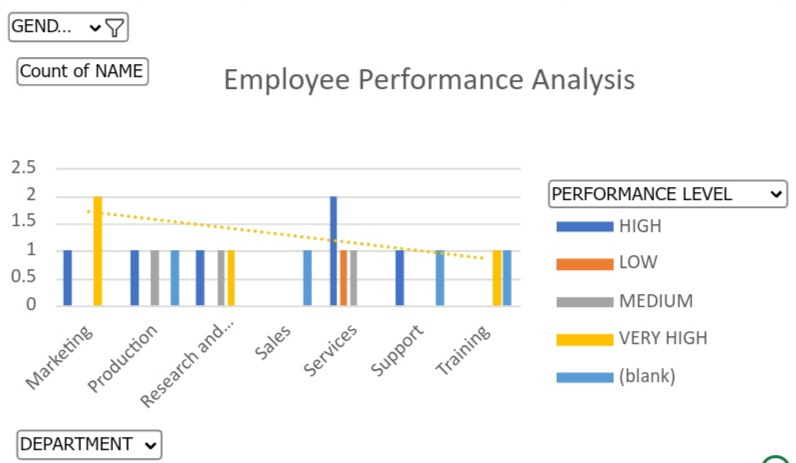 GEND...
Count of NAME
Employee Performance Analysis
2.5
2
1.5
1
0.5
0
Marketing
Production
Research and...
Sales
Services
Support
Training
PERFORMANCE LEVEL
HIGH
LOW
MEDIUM
VERY HIGH
(blank)
DEPARTMENT